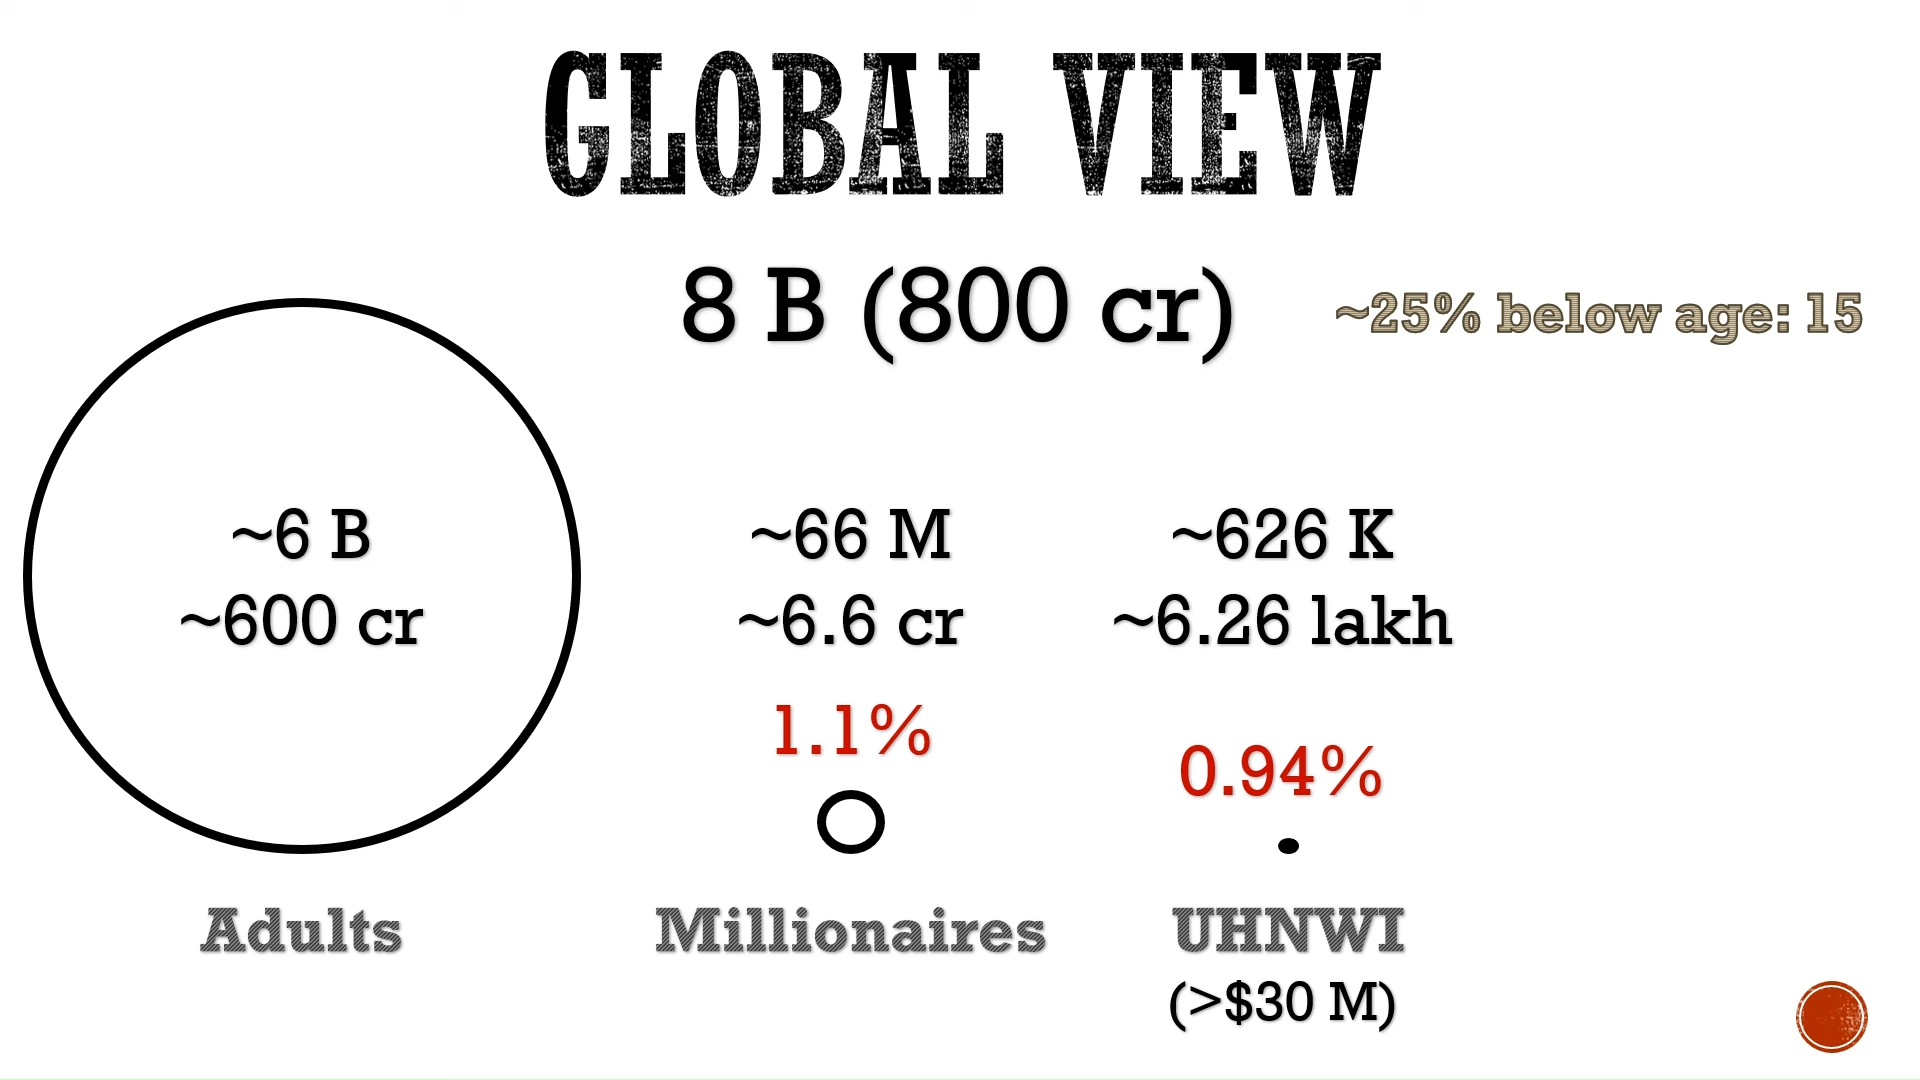 GLOBAL VIEW
8 B (800 cr)
~25% below age: 15
~6 B
~600 cr
~66 M
~6.6 cr
1.1%
~626 K
~6.26 lakh
0.94%
Adults
Millionaires
UHNWI
(>$30 M)